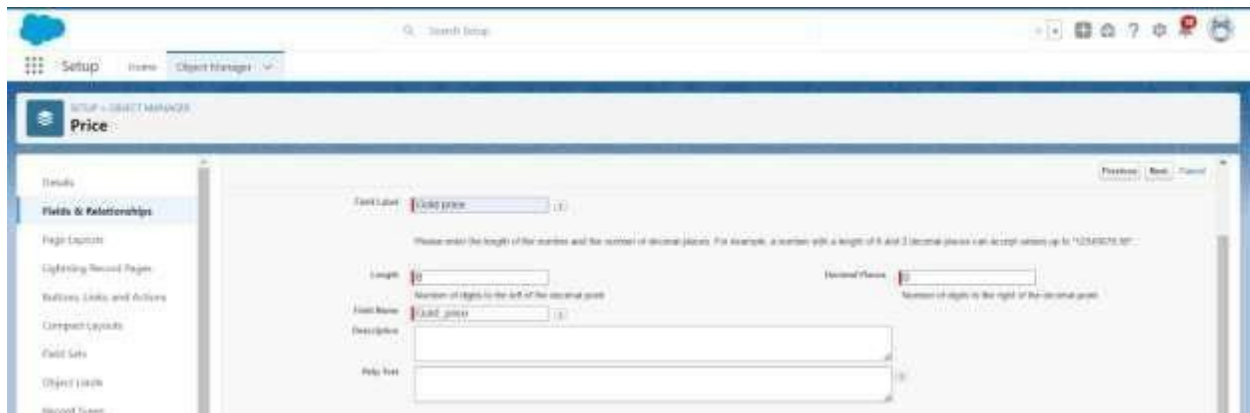 Search Setup
Setup Home Object Manager
SETUP > OBJECT MANAGER
Price
Previous Next Cancel
Details
Fields & Relationships
Page Layouts
Lightning Record Pages
Buttons, Links, and Actions
Compact Layouts
Field Sets
Object Limits
Record Types
Field Label Gold price
Please enter the length of the number and the number of decimal places. For example, a number with a length of 8 and 2 decimal places can accept values up to "12345678.90".
Length Decimal Places
Number of digits to the left of the decimal point Number of digits to the right of the decimal point
Field Name Gold_price
Description
Help Text